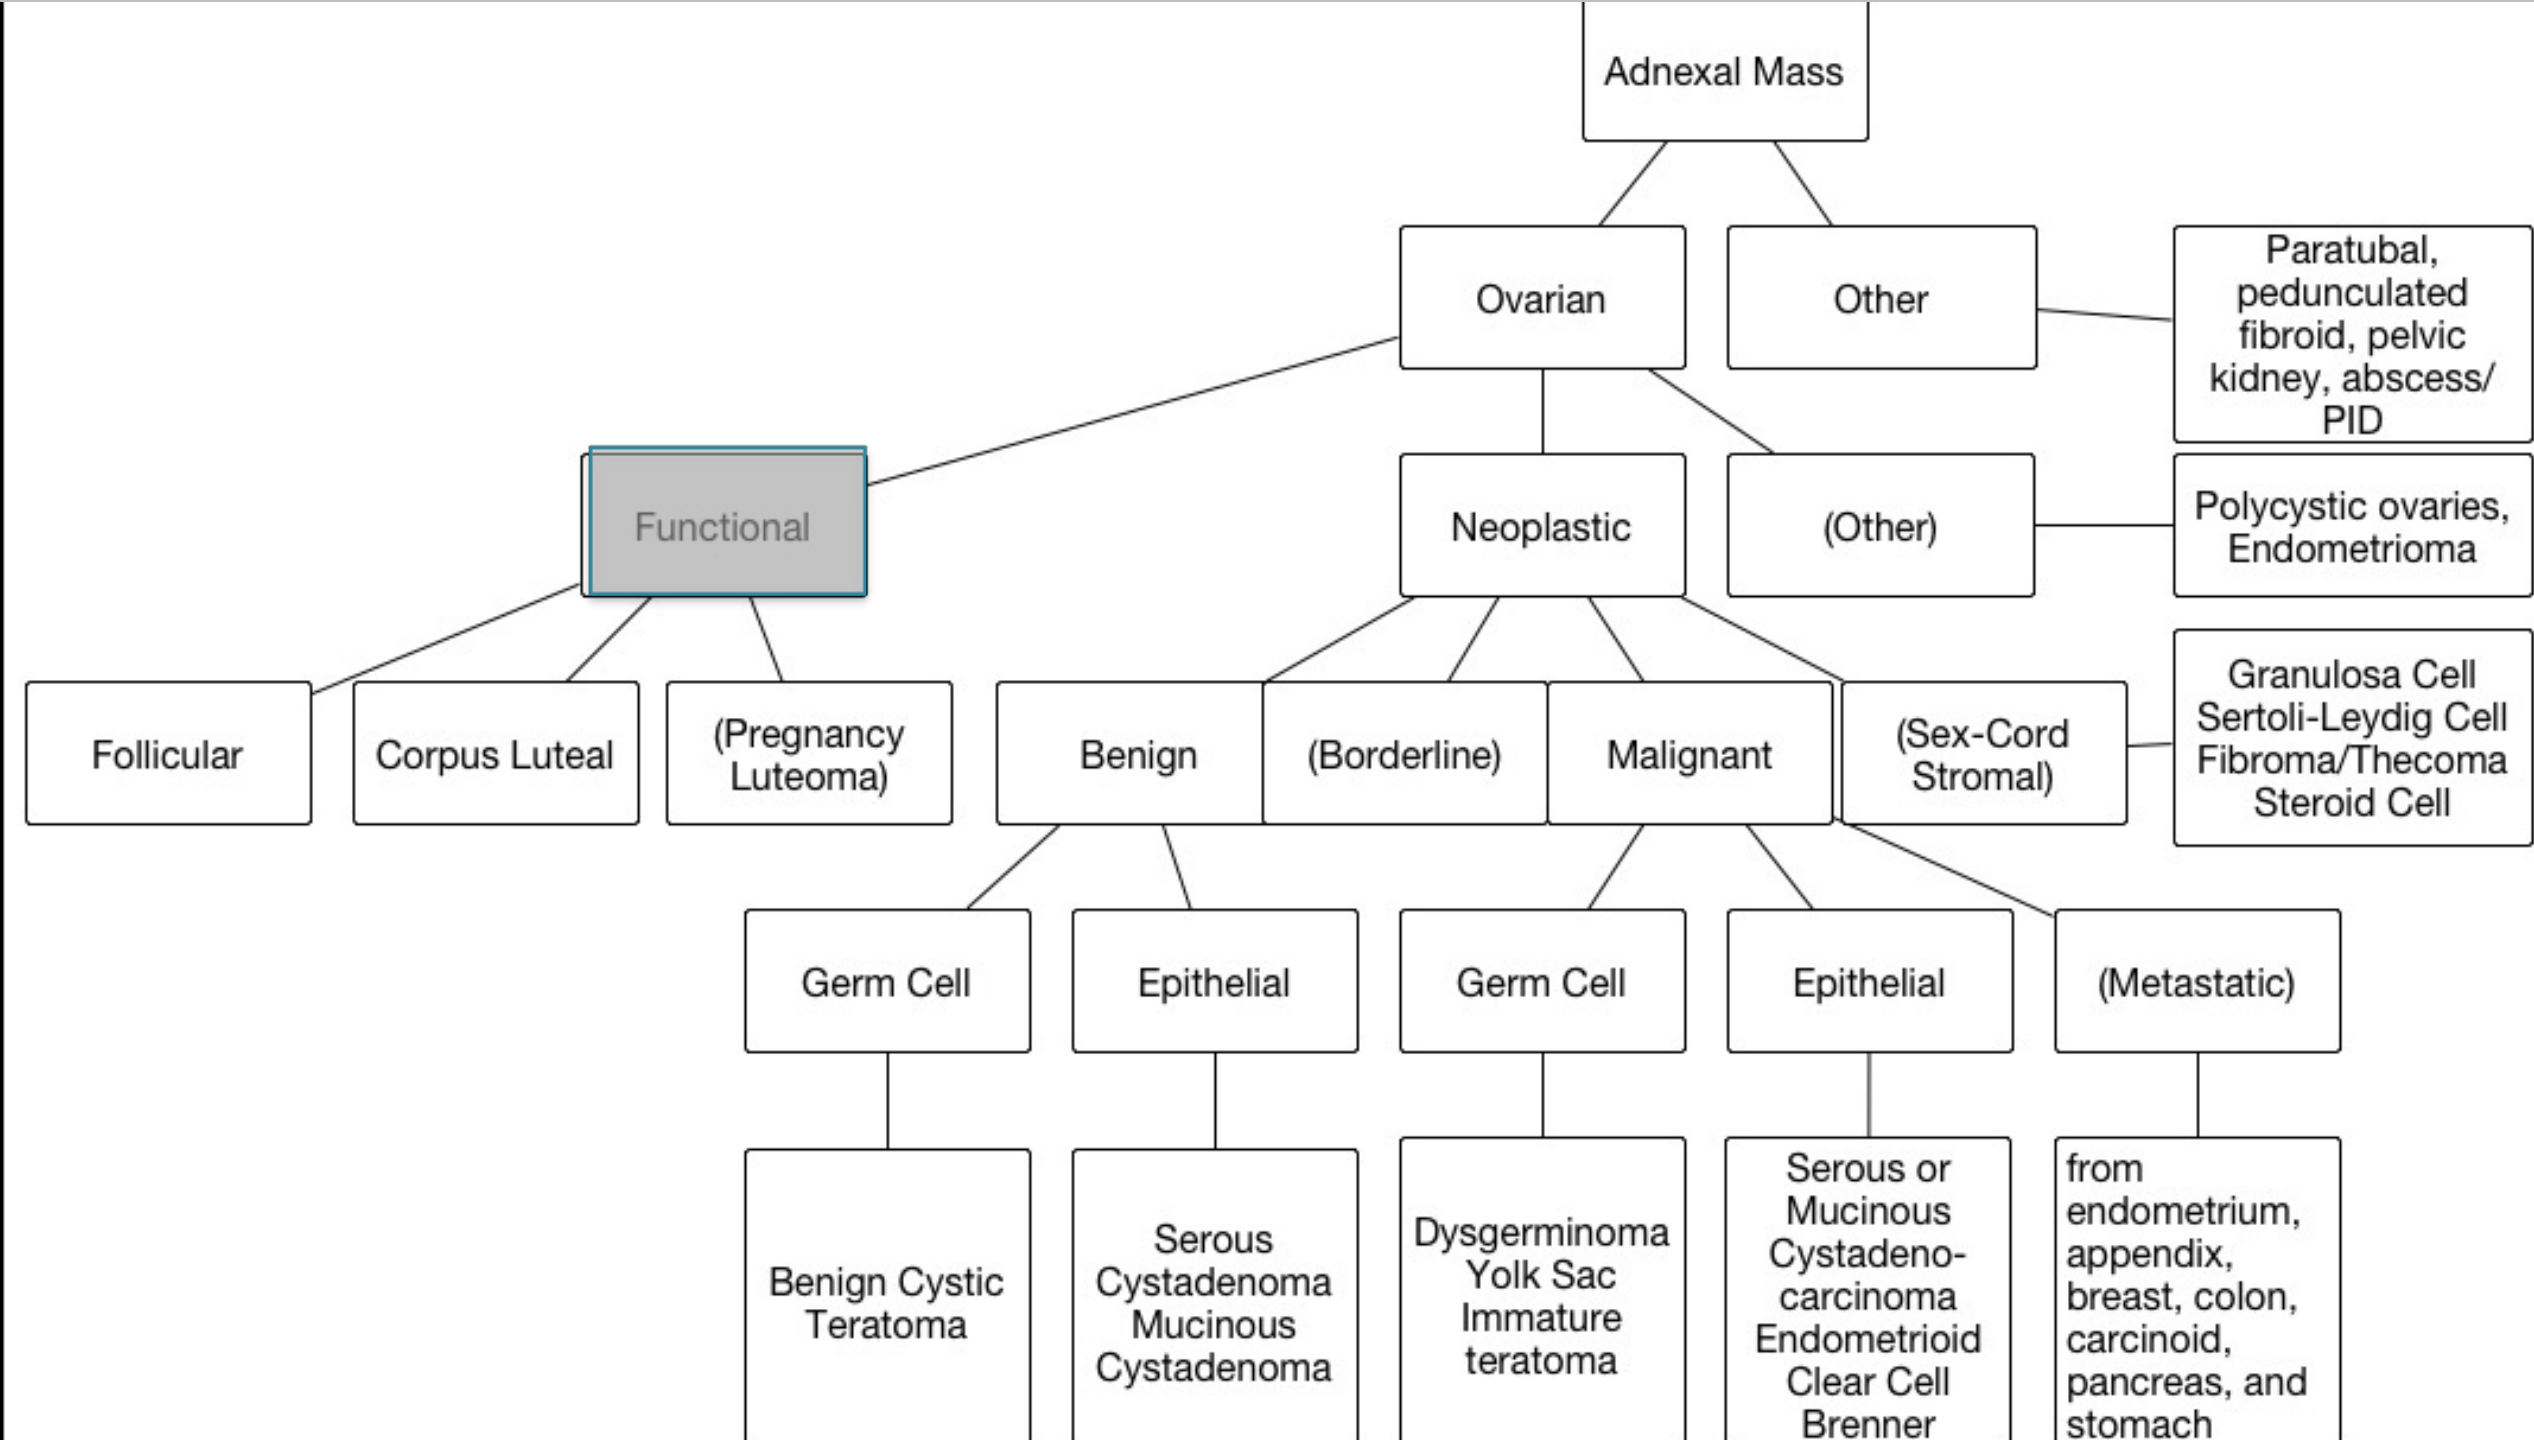 Adnexal Mass
Ovarian
Other
Paratubal,
pedunculated
fibroid, pelvic
kidney, abscess/
PID
Functional
Neoplastic
(Other)
Polycystic ovaries,
Endometrioma
Follicular
Corpus Luteal
(Pregnancy
Luteoma)
Benign
(Borderline)
Malignant
(Sex-Cord
Stromal)
Granulosa Cell
Sertoli-Leydig Cell
Fibroma/Thecoma
Steroid Cell
Germ Cell
Epithelial
Germ Cell
Epithelial
(Metastatic)
Benign Cystic
Teratoma
Serous
Cystadenoma
Mucinous
Cystadenoma
Dysgerminoma
Yolk Sac
Immature
teratoma
Serous or
Mucinous
Cystadeno-
carcinoma
Endometrioid
Clear Cell
Brenner
from
endometrium,
appendix,
breast, colon,
carcinoid,
pancreas, and
stomach